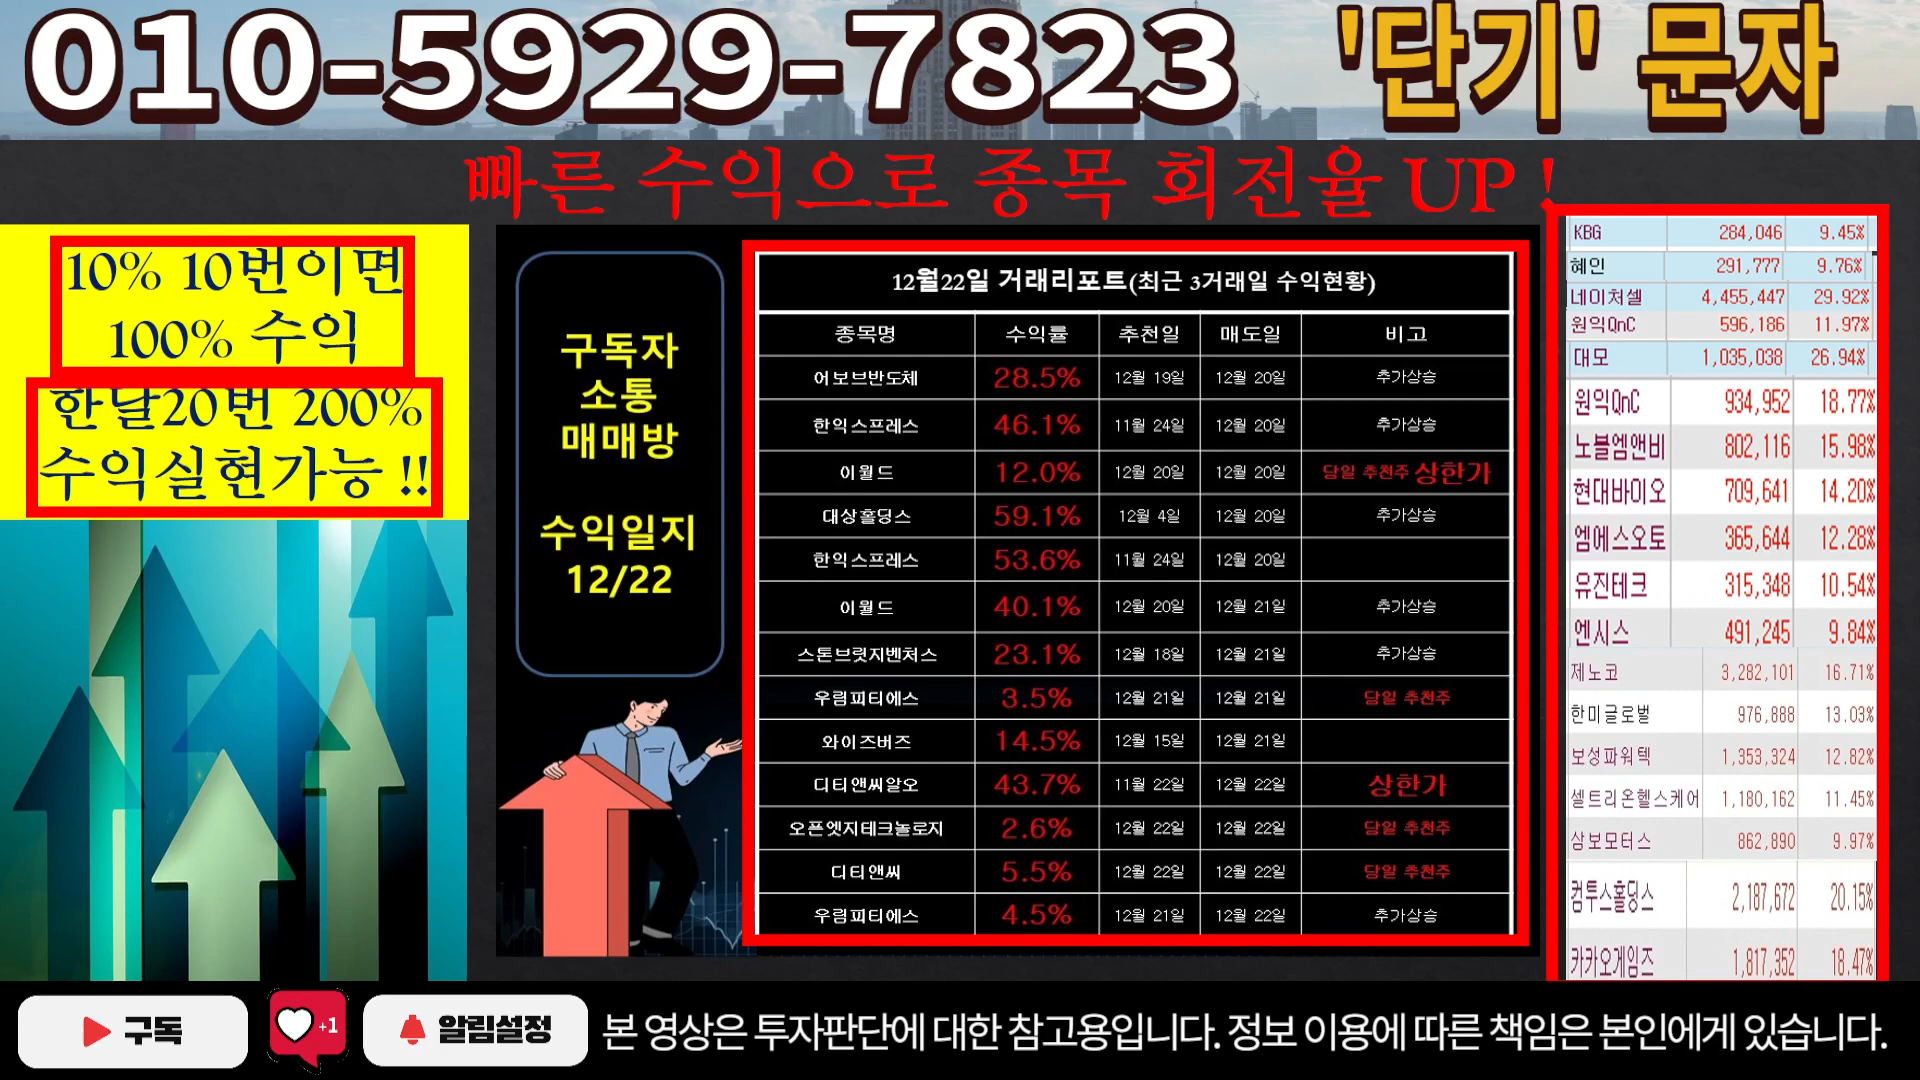 010-5929-7823 '단기' 문자
빠른 수익으로 종목 회전율 UP !
10% 10번이면
100% 수익
한달20번 200%
수익실현가능 !!
구독자
소통
매매방
수익일지
12/22
12월22일 거래리포트(최근 3거래일 수익현황)
종목명 수익률 추천일 매도일 비고
어보브반도체 28.5% 12월 19일 12월 20일 추가상승
한익스프레스 46.1% 11월 24일 12월 20일 추가상승
이월드 12.0% 12월 20일 12월 20일 당일 추천주 상한가
대상홀딩스 59.1% 12월 4일 12월 20일 추가상승
한익스프레스 53.6% 11월 24일 12월 20일
이월드 40.1% 12월 20일 12월 21일 추가상승
스톤브릿지벤처스 23.1% 12월 18일 12월 21일 추가상승
우림피티에스 3.5% 12월 21일 12월 21일 당일 추천주
와이즈버즈 14.5% 12월 15일 12월 21일
디티앤씨알오 43.7% 11월 22일 12월 22일 상한가
오픈엣지테크놀로지 2.6% 12월 22일 12월 22일 당일 추천주
디티앤씨 5.5% 12월 22일 12월 22일 당일 추천주
우림피티에스 4.5% 12월 21일 12월 22일 추가상승
KBG 284,046 9.45%
혜인 291,777 9.76%
네이처셀 4,455,447 29.92%
원익QnC 596,186 11.97%
대모 1,035,038 26.94%
원익QnC 934,952 18.77%
노블엠앤비 802,116 15.98%
현대바이오 709,641 14.20%
엠에스오토 365,644 12.28%
유진테크 315,348 10.54%
엔시스 491,245 9.84%
제노코 3,282,101 16.71%
한미글로벌 976,888 13.03%
보성파워텍 1,353,324 12.82%
셀트리온헬스케어 1,180,162 11.45%
삼보모터스 862,890 9.97%
컴투스홀딩스 2,187,672 20.15%
카카오게임즈 1,817,352 18.47%
구독 +1 알림설정 본 영상은 투자판단에 대한 참고용입니다. 정보 이용에 따른 책임은 본인에게 있습니다.